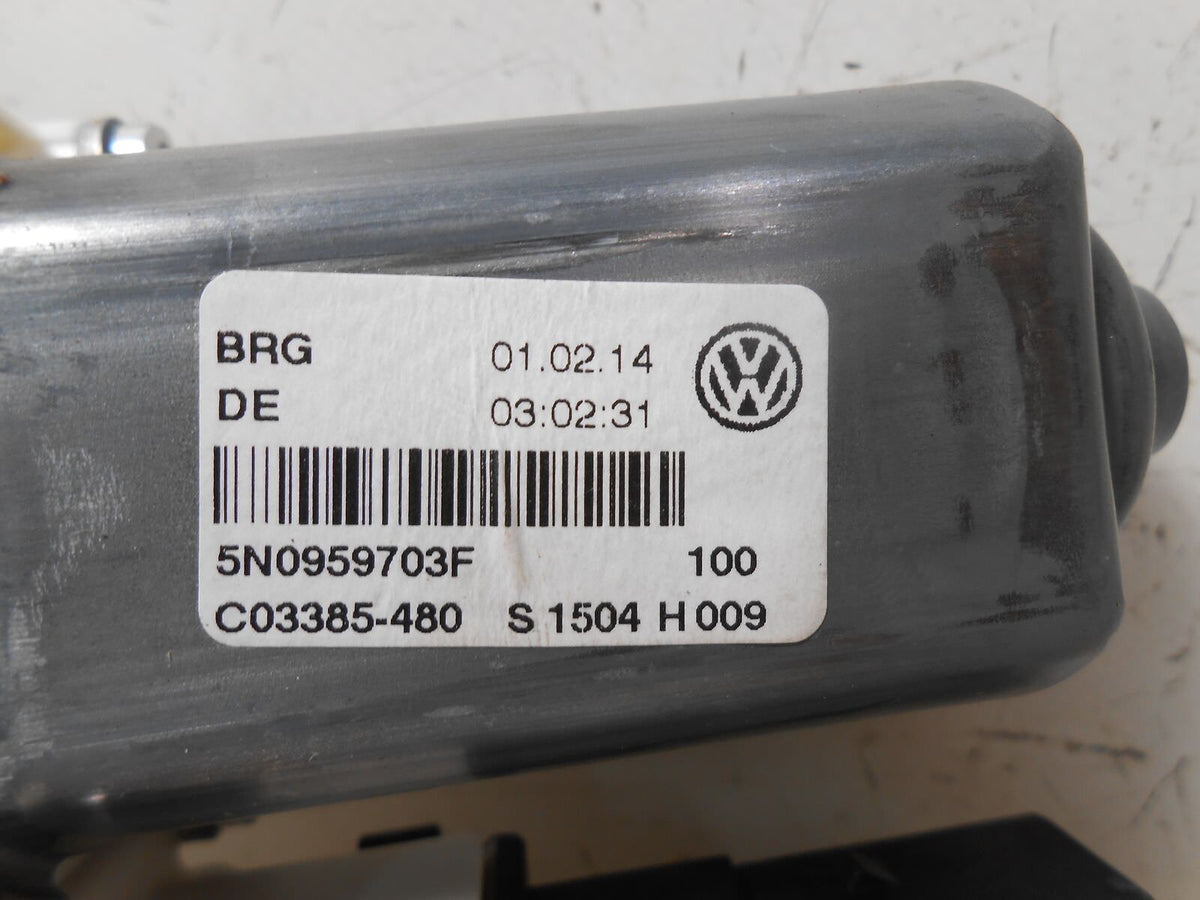 BRG 01.02.14
DE 03:02:31
5N0959703F 100
C03385-480 S 1504 H 009